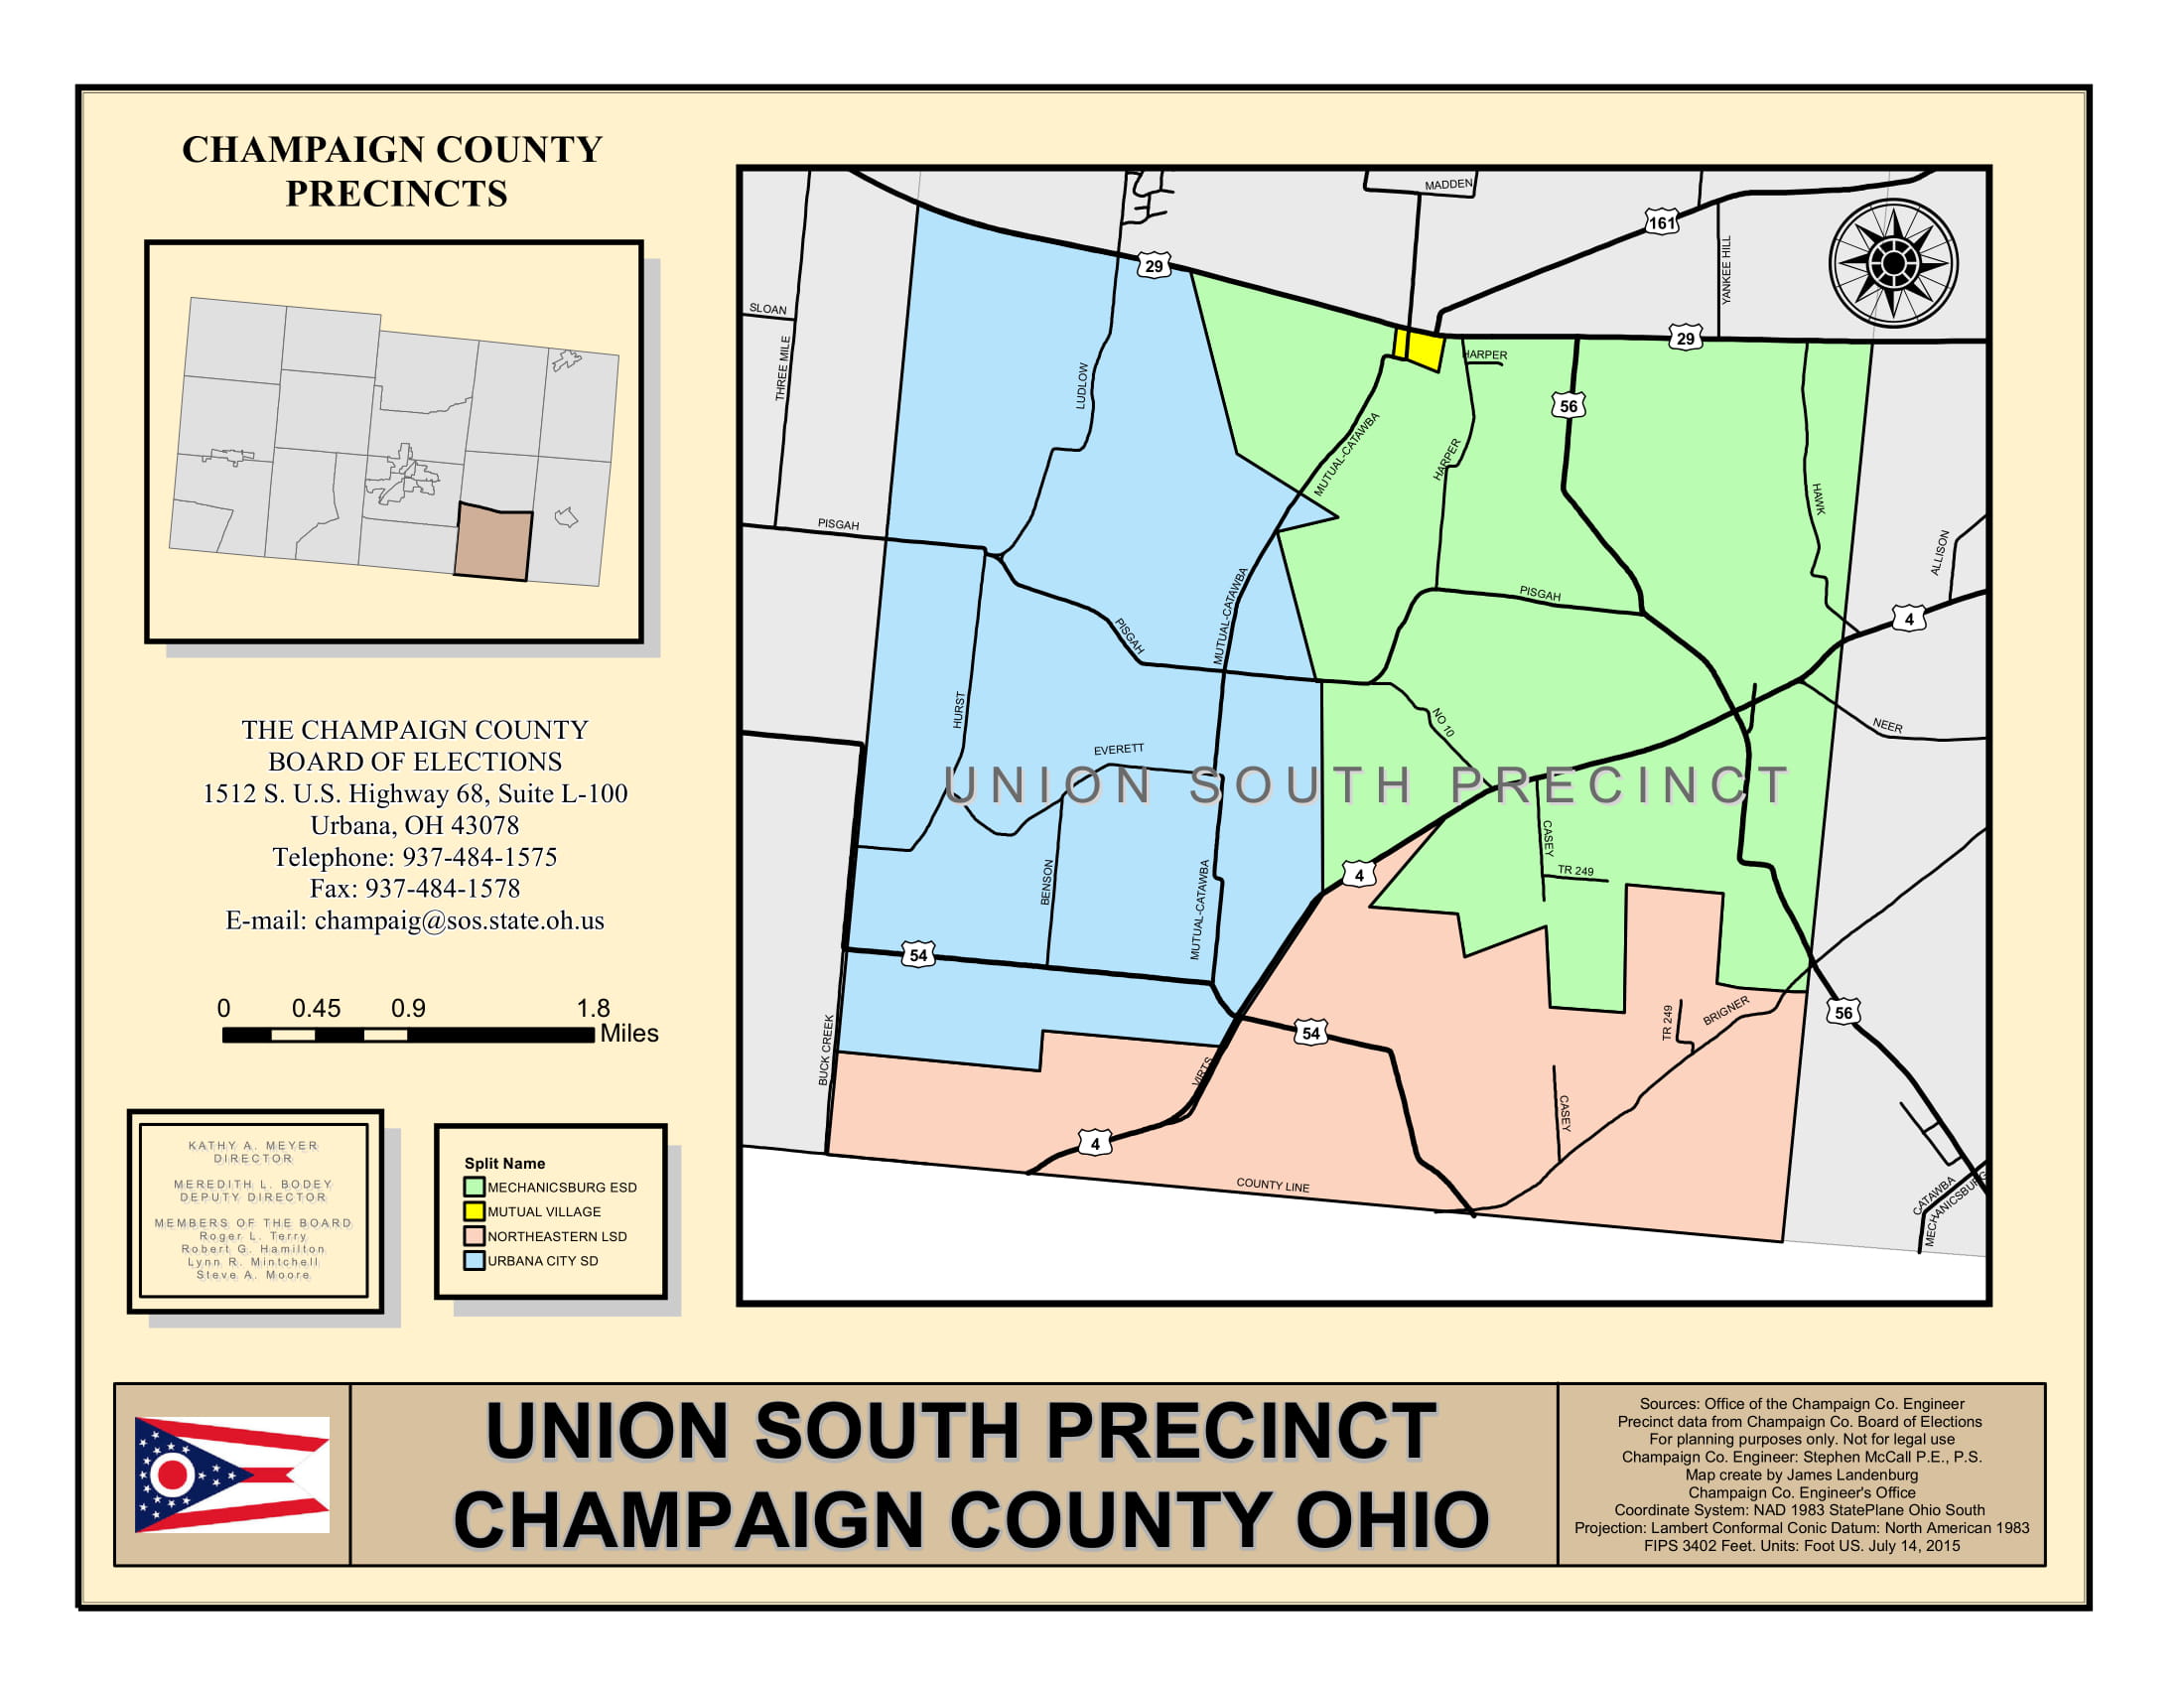 CHAMPAIGN COUNTY
PRECINCTS
THE CHAMPAIGN COUNTY
BOARD OF ELECTIONS
1512 S. U.S. Highway 68, Suite L-100
Urbana, OH 43078
Telephone: 937-484-1575
Fax: 937-484-1578
E-mail: champaig@sos.state.oh.us
0 0.45 0.9 1.8
Miles
KATHY A. MEYER
DIRECTOR
MEREDITH L. BODEY
DEPUTY DIRECTOR
MEMBERS OF THE BOARD
Roger L. Terry
Robert G. Hamilton
Lynn R. Mintchell
Steve A. Moore
Split Name
MECHANICSBURG ESD
MUTUAL VILLAGE
NORTHEASTERN LSD
URBANA CITY SD
MADDEN
161
YANKEE HILL
29
SLOAN
THREE MILE
29
HARPER
LUDLOW
56
MUTUAL-CATAWBA
HARPER
HAWK
PISGAH
ALLISON
MUTUAL-CATAWBA
PISGAH
4
PISGAH
HURST
NO 10
NEER
EVERETT
UNION SOUTH PRECINCT
CASEY
BENSON
MUTUAL-CATAWBA
4
TR 249
54
TR 249
BRIGNER
56
54
BUCK CREEK
VIRTS
CASEY
4
COUNTY LINE
CATAWBA
MECHANICSBURG
UNION SOUTH PRECINCT
CHAMPAIGN COUNTY OHIO
Sources: Office of the Champaign Co. Engineer
Precinct data from Champaign Co. Board of Elections
For planning purposes only. Not for legal use
Champaign Co. Engineer: Stephen McCall P.E., P.S.
Map create by James Landenburg
Champaign Co. Engineer's Office
Coordinate System: NAD 1983 StatePlane Ohio South
Projection: Lambert Conformal Conic Datum: North American 1983
FIPS 3402 Feet. Units: Foot US. July 14, 2015